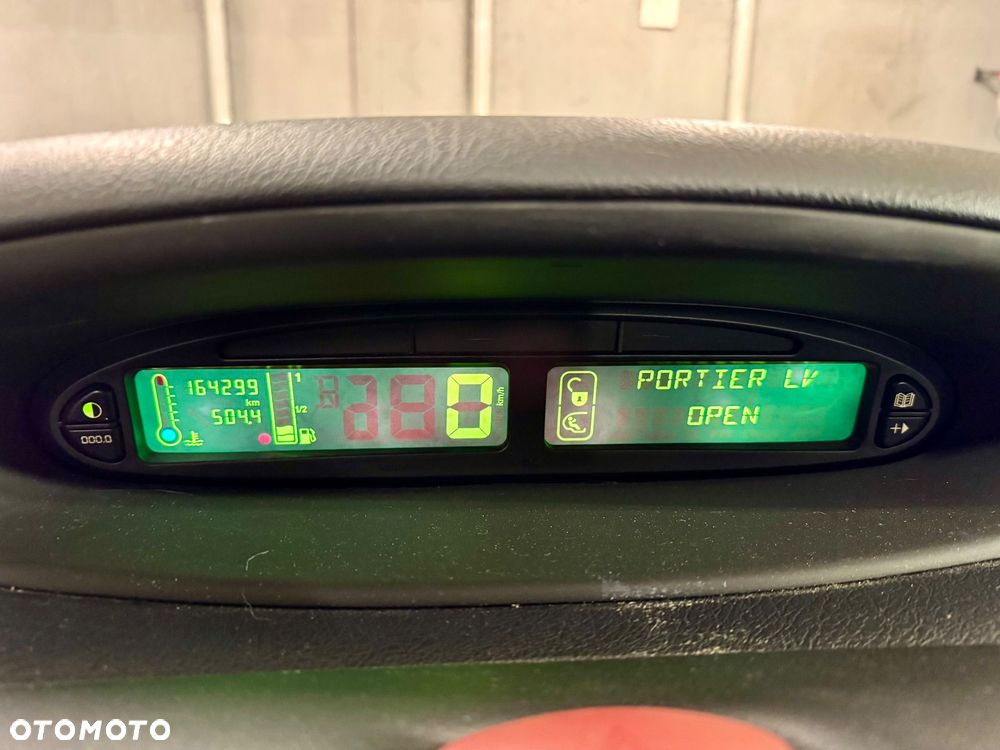 164299
km
504.4
1
1/2
0
km/h
PORTIER LV
OPEN
000.0
OTOMOTO